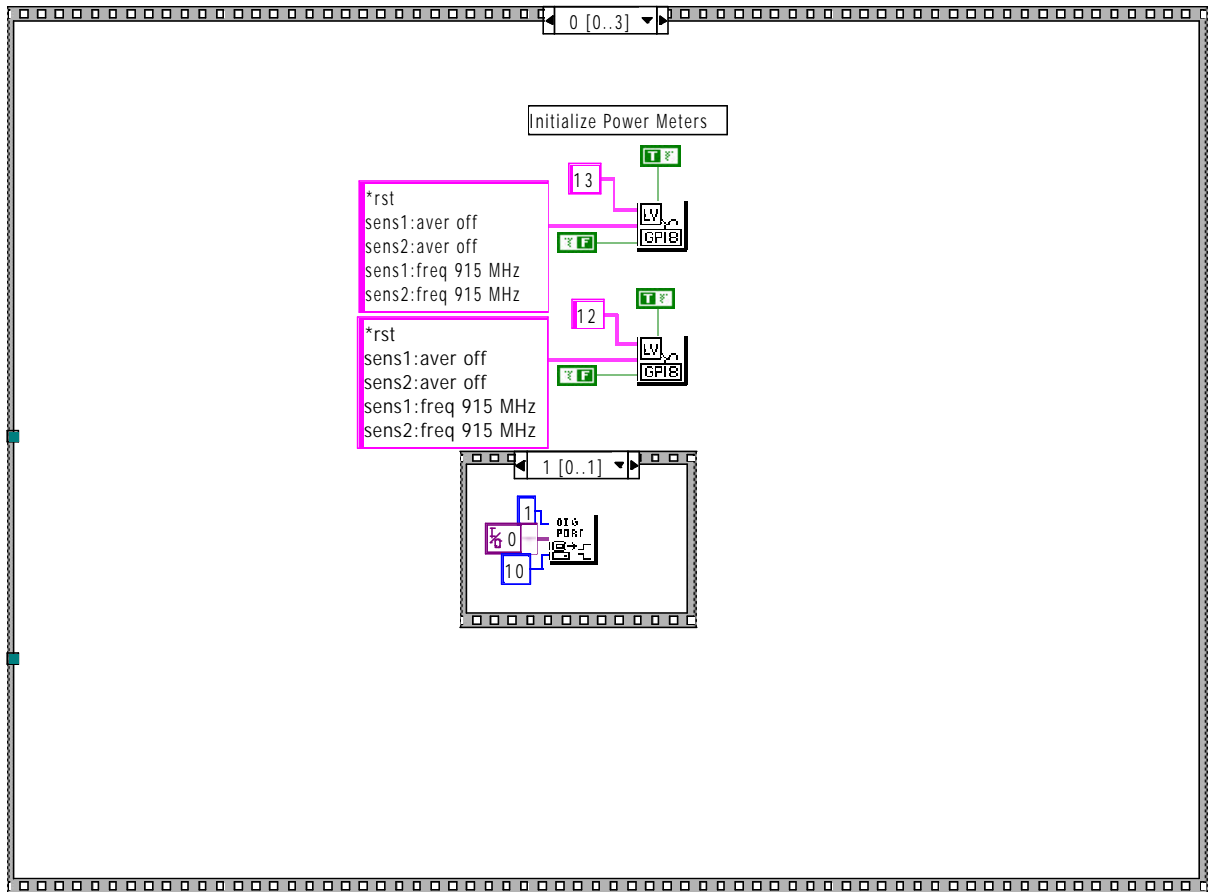 0 [0..3]
Initialize Power Meters
T
13
*rst
sens1:aver off
sens2:aver off
sens1:freq 915 MHz
sens2:freq 915 MHz
LV
GPIB
F
T
12
*rst
sens1:aver off
sens2:aver off
sens1:freq 915 MHz
sens2:freq 915 MHz
LV
GPIB
F
1 [0..1]
1
DIG
PORT
I/O 0
10